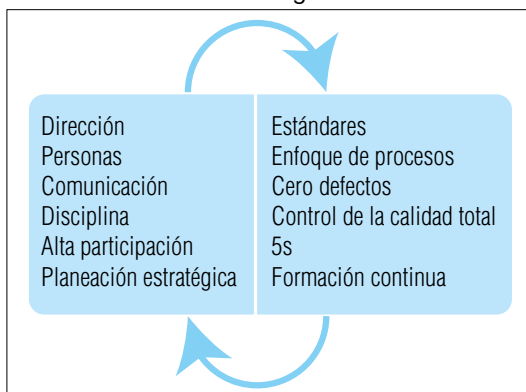 Dirección
Personas
Comunicación
Disciplina
Alta participación
Planeación estratégica
Estándares
Enfoque de procesos
Cero defectos
Control de la calidad total
5s
Formación continua